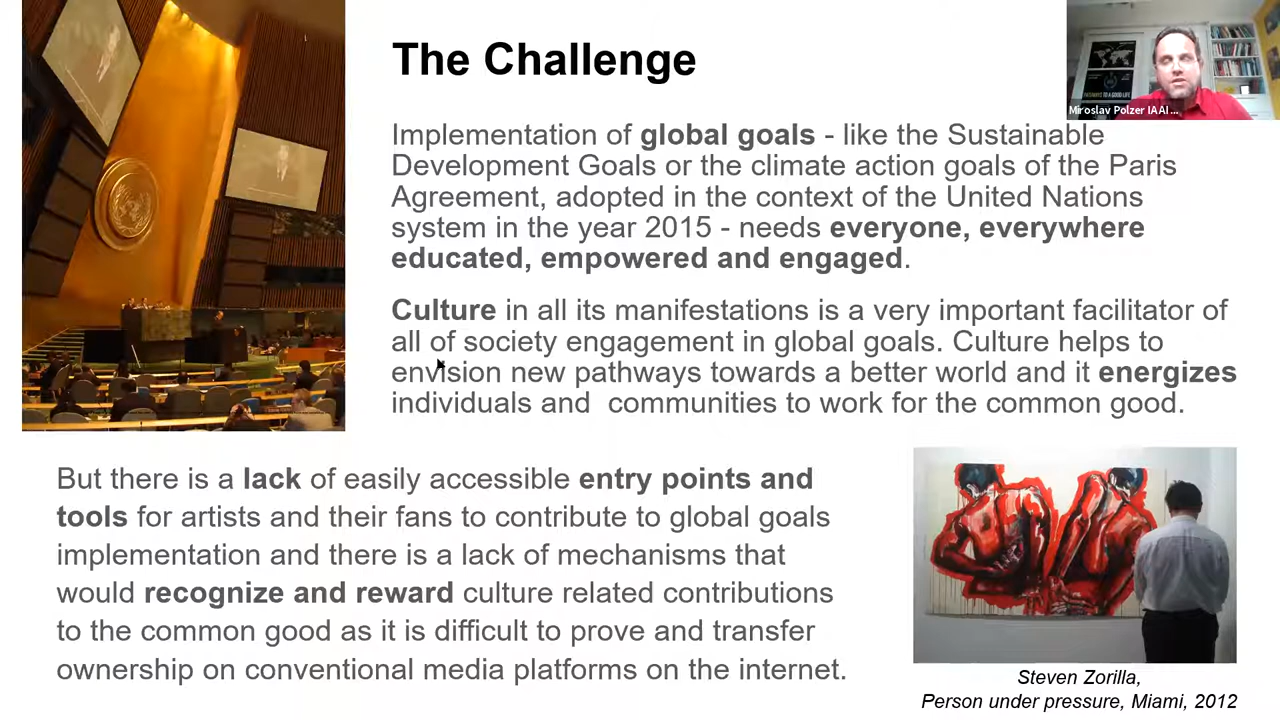 The Challenge
Miroslav Polzer IAAI ...
PATHWAYS TO A GOOD LIFE
Implementation of global goals - like the Sustainable
Development Goals or the climate action goals of the Paris
Agreement, adopted in the context of the United Nations
system in the year 2015 - needs everyone, everywhere
educated, empowered and engaged.
Culture in all its manifestations is a very important facilitator of
all of society engagement in global goals. Culture helps to
envision new pathways towards a better world and it energizes
individuals and  communities to work for the common good.
But there is a lack of easily accessible entry points and
tools for artists and their fans to contribute to global goals
implementation and there is a lack of mechanisms that
would recognize and reward culture related contributions
to the common good as it is difficult to prove and transfer
ownership on conventional media platforms on the internet.
Steven Zorilla,
Person under pressure, Miami, 2012